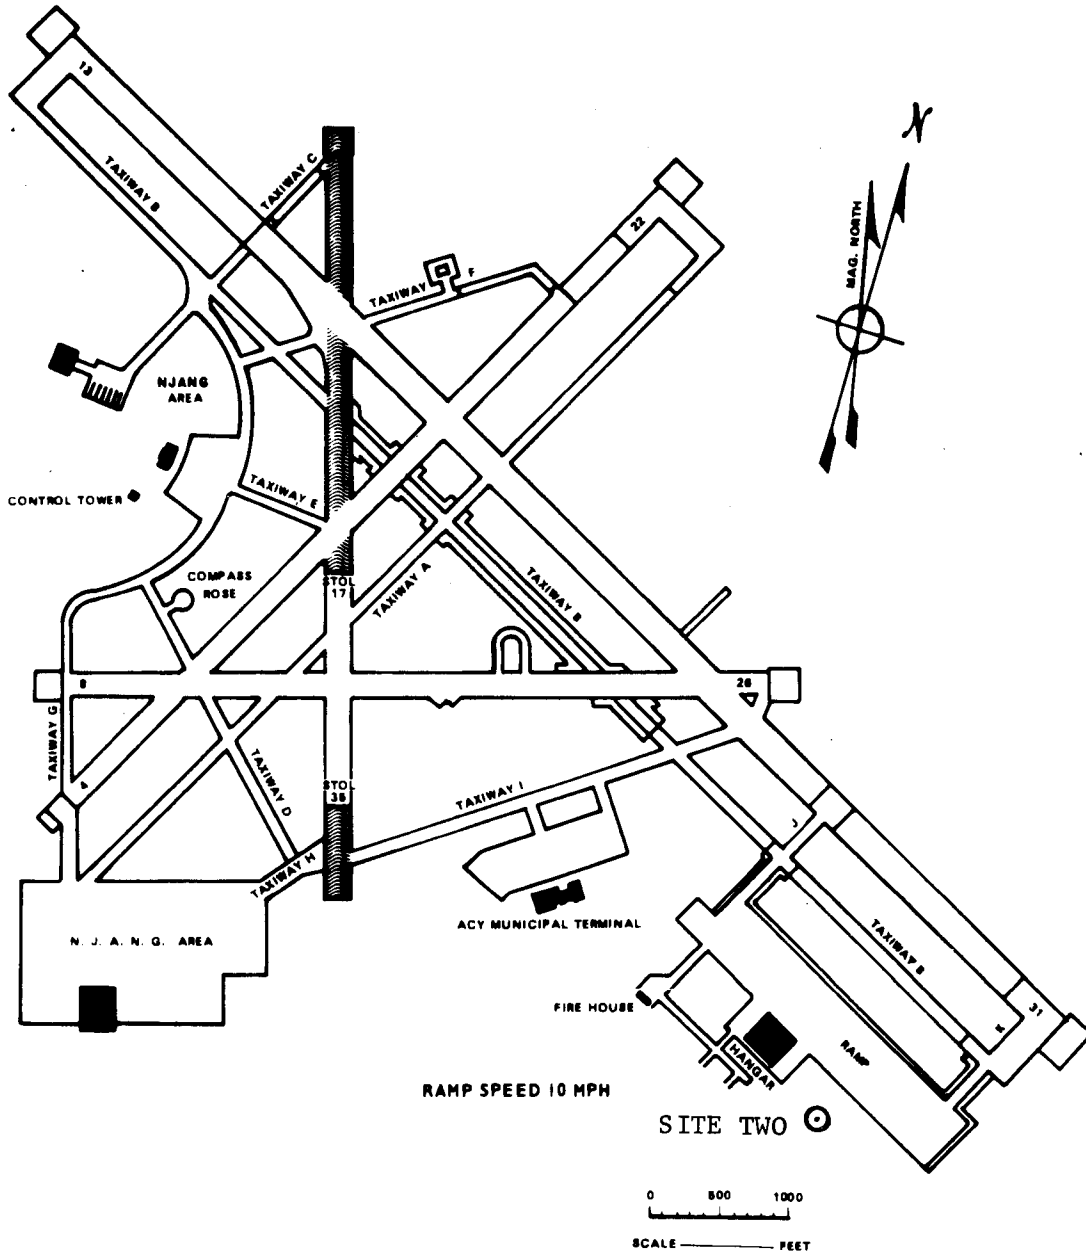 13
N
TAXIWAY B
TAXIWAY C
22
MAG. NORTH
TAXIWAY F
NJANG
AREA
CONTROL TOWER
TAXIWAY E
COMPASS
ROSE
STOL
17
TAXIWAY A
TAXIWAY B
8
26
TAXIWAY G
4
TAXIWAY D
STOL
35
TAXIWAY I
J
TAXIWAY H
ACY MUNICIPAL TERMINAL
N. J. A. N. G. AREA
TAXIWAY B
FIRE HOUSE
31
K
RAMP
HANGAR
RAMP SPEED 10 MPH
SITE TWO
0 500 1000
SCALE FEET